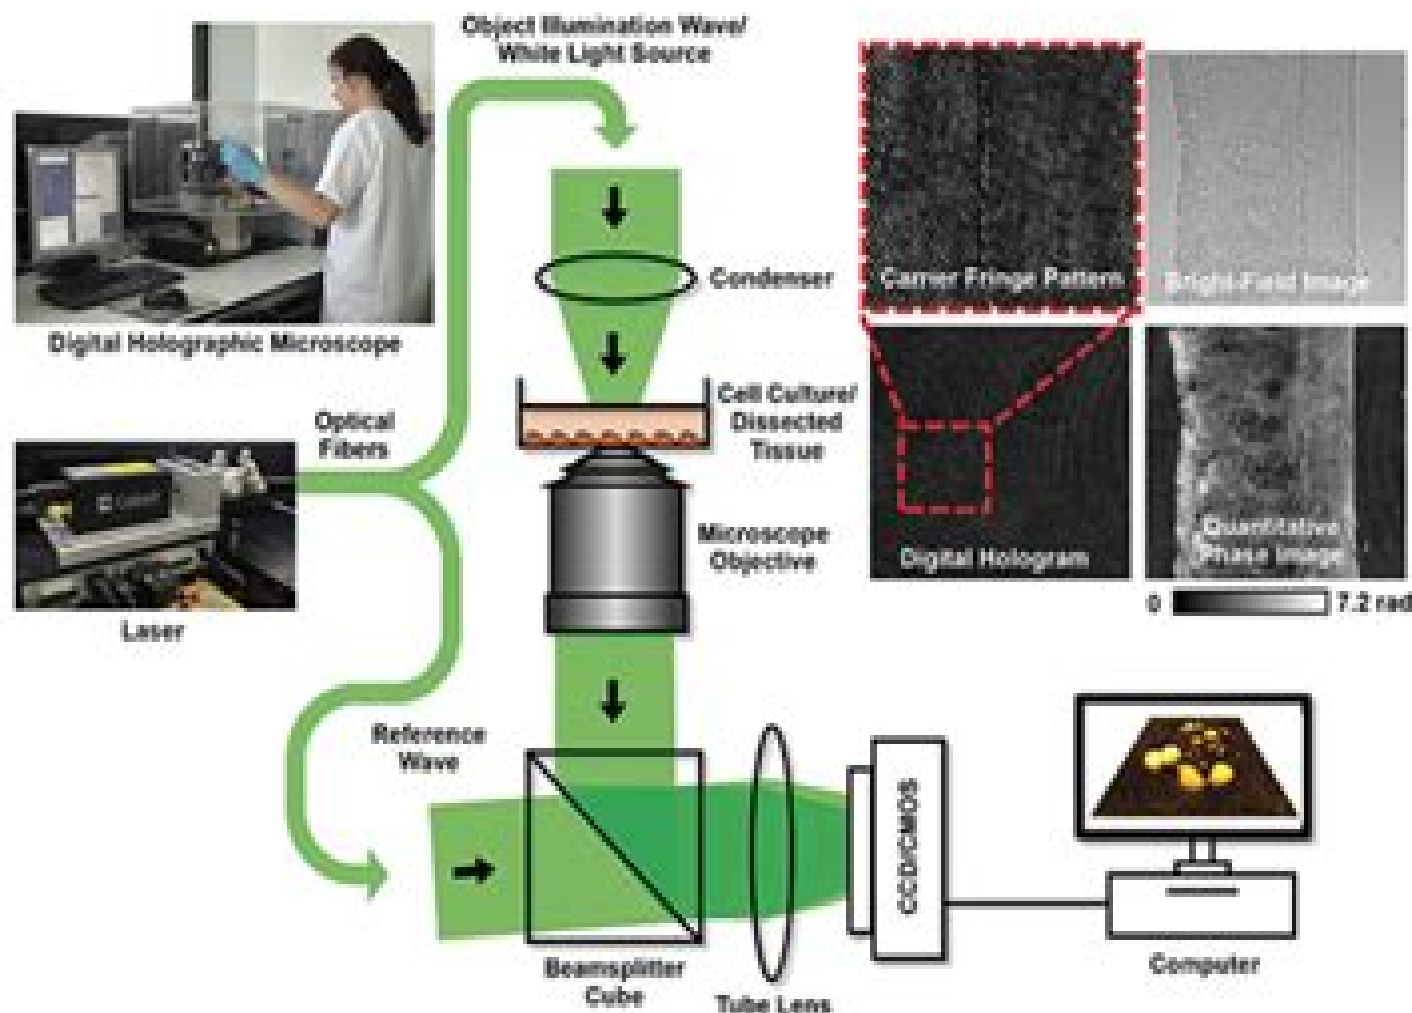 Object Illumination Wave/
White Light Source
Digital Holographic Microscope
Optical
Fibers
Laser
Condenser
Cell Culture/
Dissected
Tissue
Microscope
Objective
Reference
Wave
Beamsplitter
Cube
Tube Lens
CCD/CMOS
Computer
Carrier Fringe Pattern
Bright-Field Image
Digital Hologram
Quantitative
Phase Image
0
7.2 rad